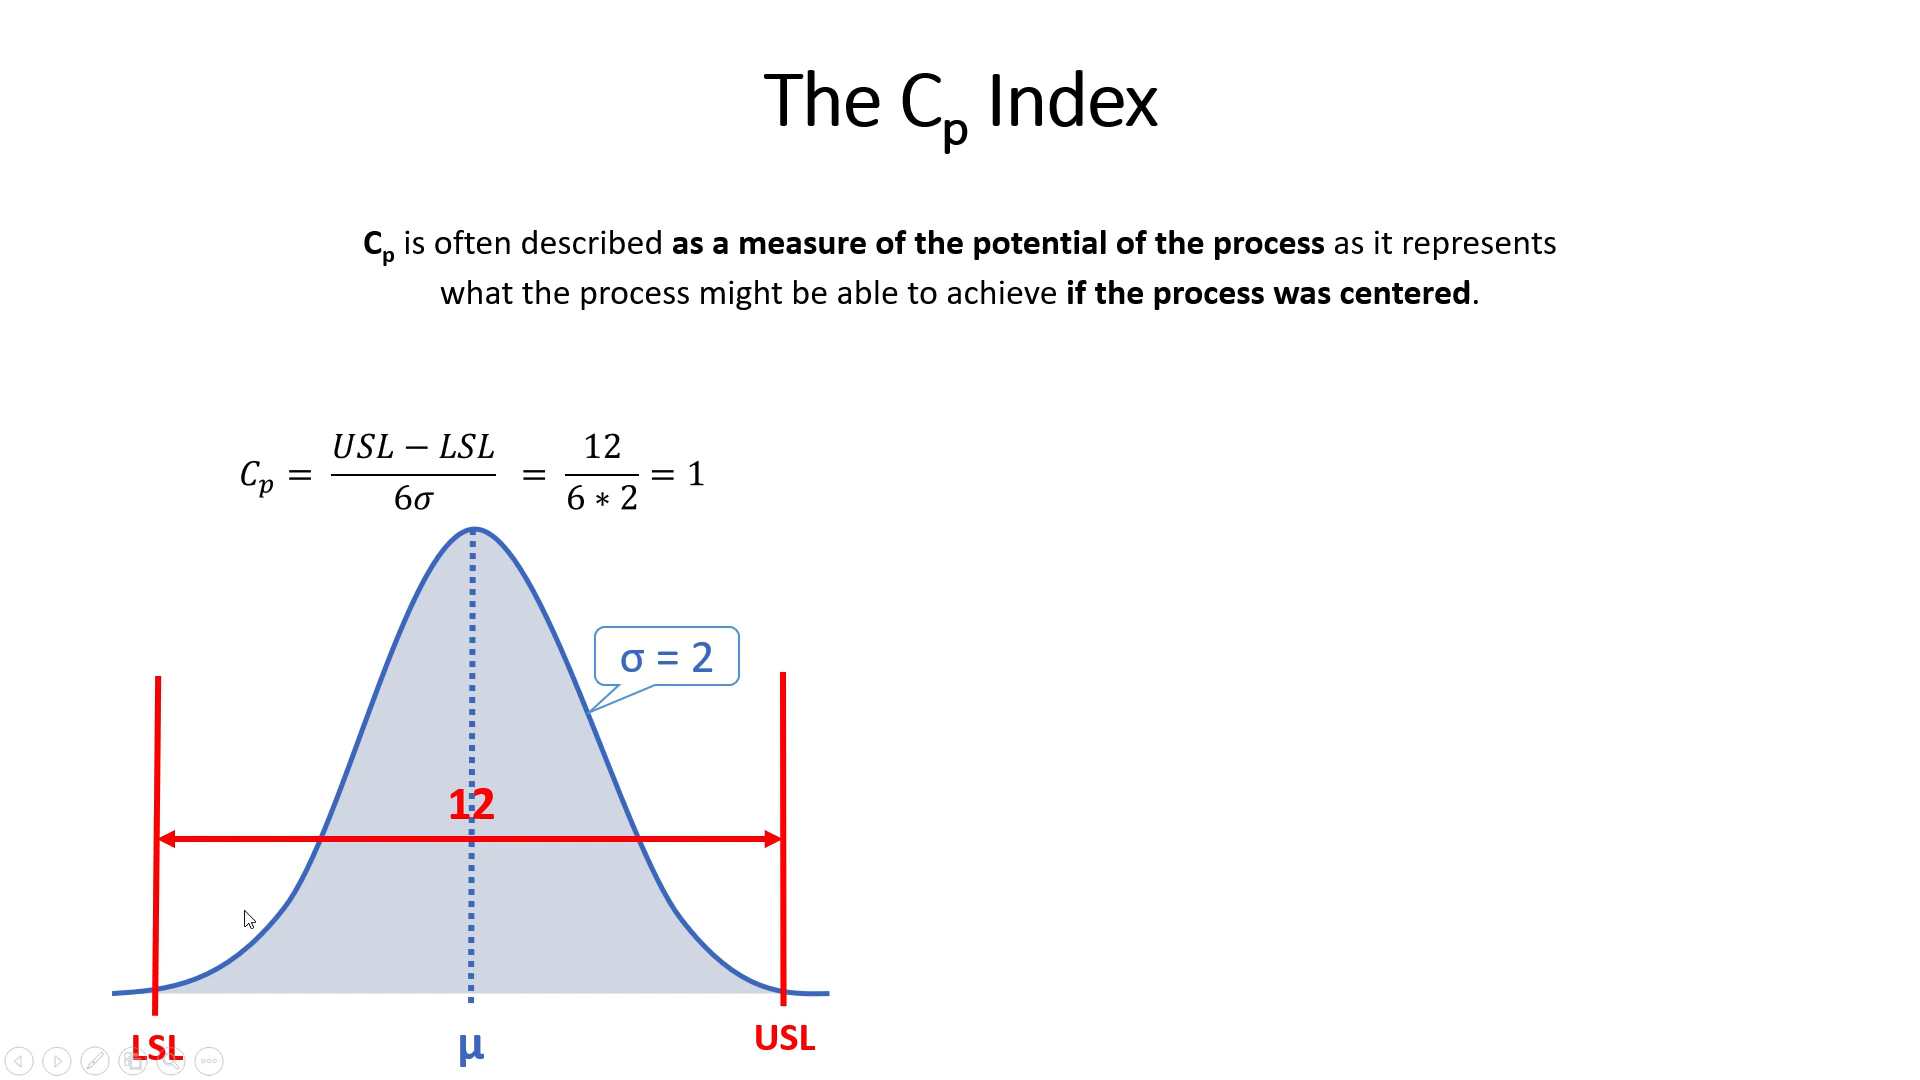 The Cp Index
Cp is often described as a measure of the potential of the process as it represents
what the process might be able to achieve if the process was centered.
Cp = USL − LSL / 6σ = 12 / 6 ∗ 2 = 1
σ = 2
12
LSL
μ
USL